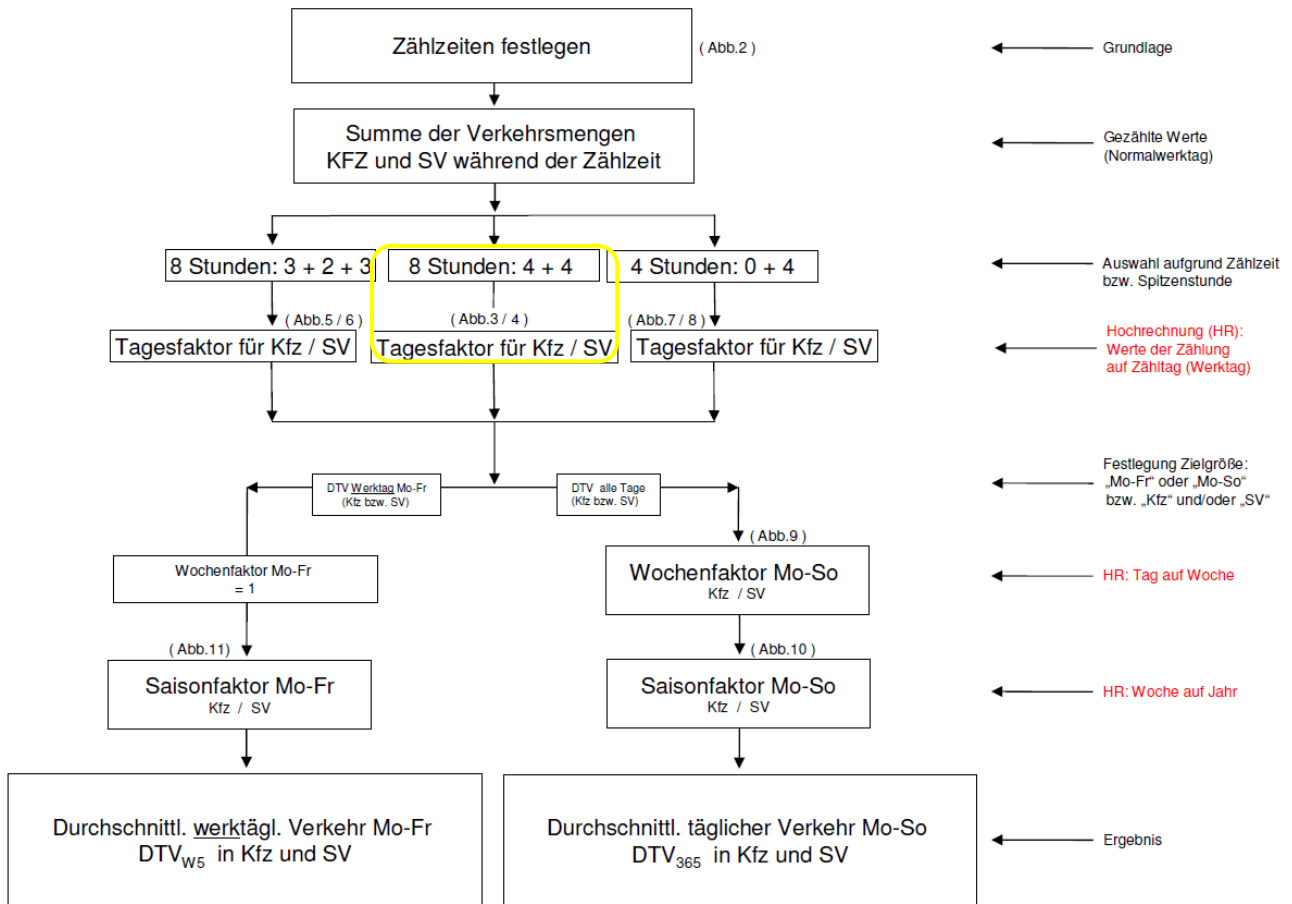 Zählzeiten festlegen
( Abb.2 )
Grundlage
Summe der Verkehrsmengen
KFZ und SV während der Zählzeit
Gezählte Werte
(Normalwerktag)
8 Stunden: 3 + 2 + 3
8 Stunden: 4 + 4
4 Stunden: 0 + 4
Auswahl aufgrund Zählzeit
bzw. Spitzenstunde
( Abb.5 / 6 )
( Abb.3 / 4 )
( Abb.7 / 8 )
Tagesfaktor für Kfz / SV
Tagesfaktor für Kfz / SV
Tagesfaktor für Kfz / SV
Hochrechnung (HR):
Werte der Zählung
auf Zähltag (Werktag)
DTV Werktag Mo-Fr
(Kfz bzw. SV)
DTV alle Tage
(Kfz bzw. SV)
Festlegung Zielgröße:
„Mo-Fr“ oder „Mo-So“
bzw. „Kfz“ und/oder „SV“
( Abb.9 )
Wochenfaktor Mo-Fr
= 1
Wochenfaktor Mo-So
Kfz / SV
HR: Tag auf Woche
( Abb.11)
( Abb.10 )
Saisonfaktor Mo-Fr
Kfz / SV
Saisonfaktor Mo-So
Kfz / SV
HR: Woche auf Jahr
Durchschnittl. werktägl. Verkehr Mo-Fr
DTVW5 in Kfz und SV
Durchschnittl. täglicher Verkehr Mo-So
DTV365 in Kfz und SV
Ergebnis